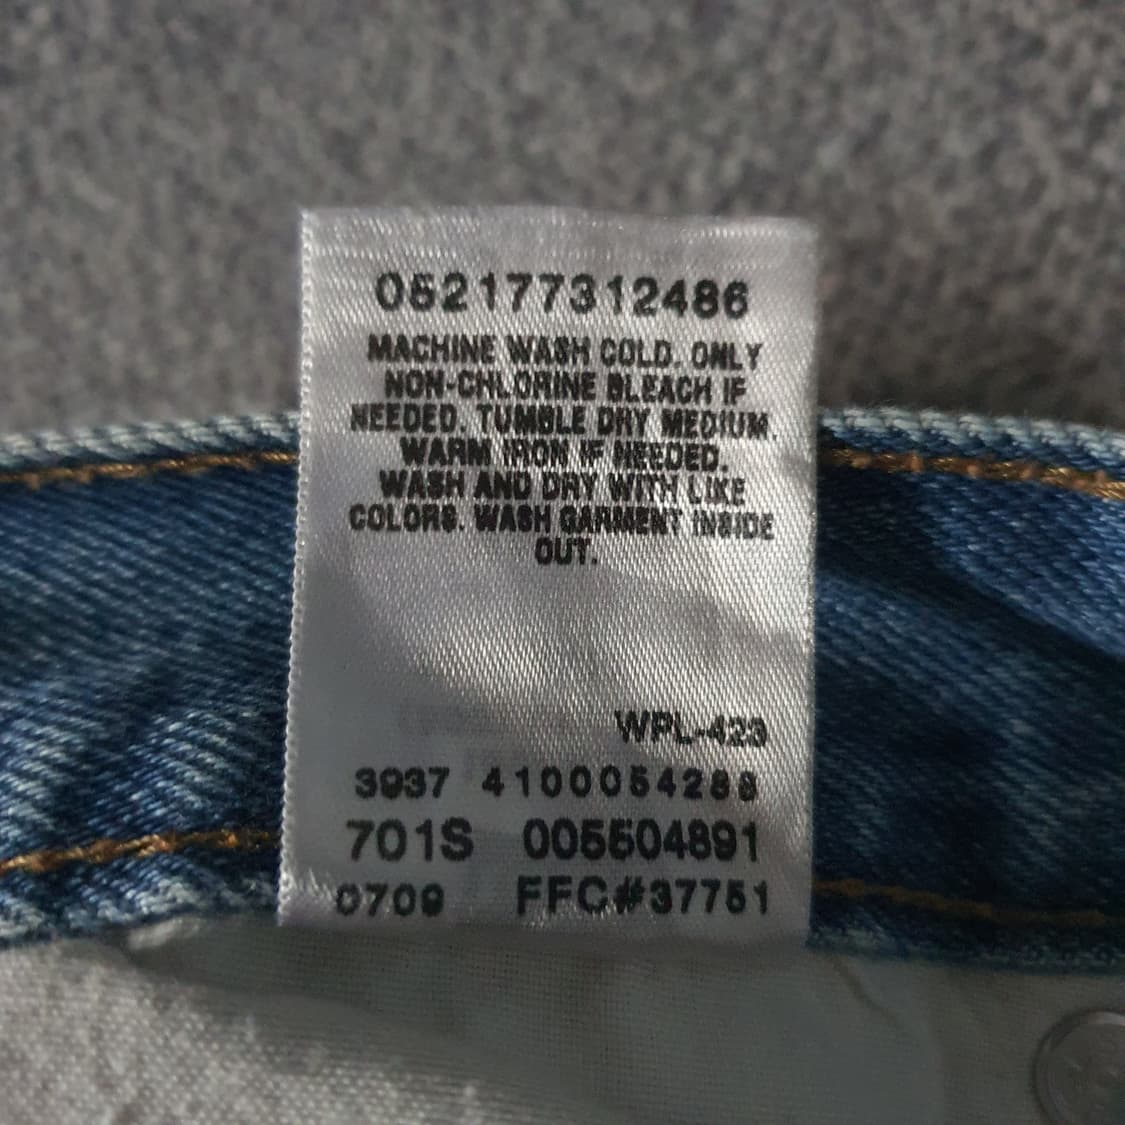 052177312486
MACHINE WASH COLD. ONLY
NON-CHLORINE BLEACH IF
NEEDED. TUMBLE DRY MEDIUM.
WARM IRON IF NEEDED.
WASH AND DRY WITH LIKE
COLORS. WASH GARMENT INSIDE
OUT.
WPL-423
3937 4100054288
701S 005504891
0709 FFC#37751